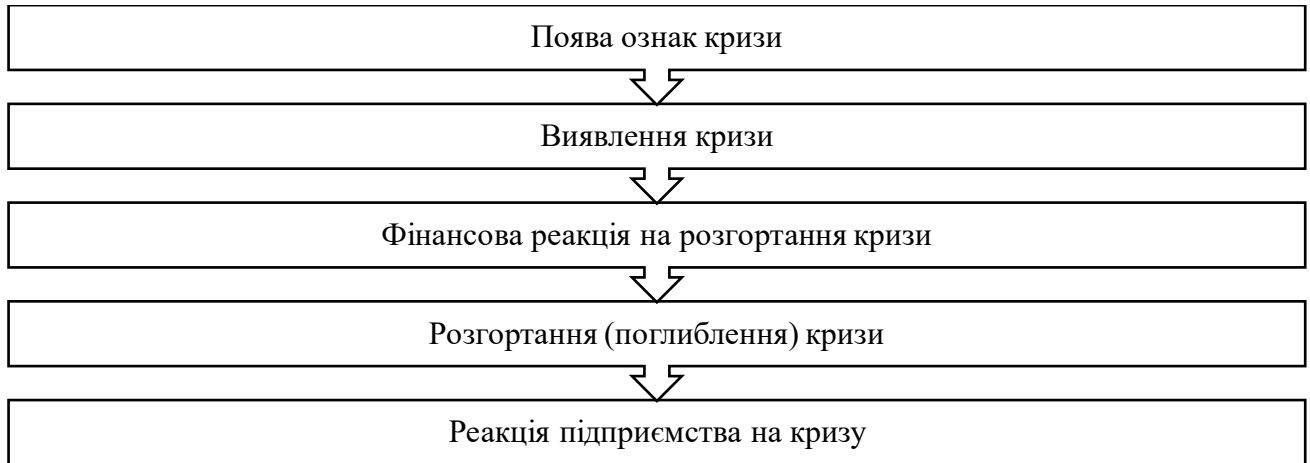 Поява ознак кризи
Виявлення кризи
Фінансова реакція на розгортання кризи
Розгортання (поглиблення) кризи
Реакція підприємства на кризу